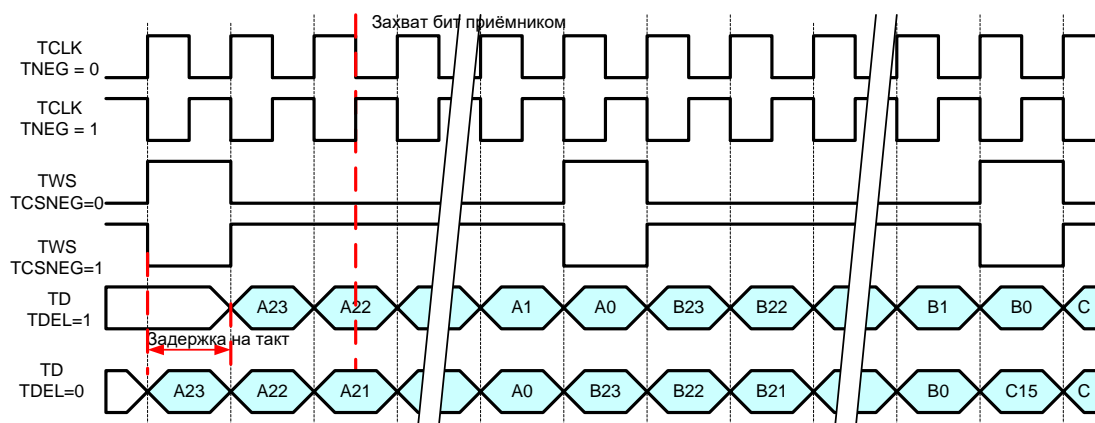 Захват бит приёмником
TCLK
TNEG = 0
TCLK
TNEG = 1
TWS
TCSNEG=0
TWS
TCSNEG=1
TD
TDEL=1
A23 A22 A1 A0 B23 B22 B1 B0 C
Задержка на такт
TD
TDEL=0
A23 A22 A21 A0 B23 B22 B21 B0 C15 C